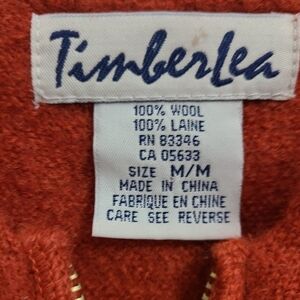 TimberLea
100% WOOL
100% LAINE
RN 83346
CA 05633
SIZE M/M
MADE IN CHINA
FABRIQUE EN CHINE
CARE SEE REVERSE